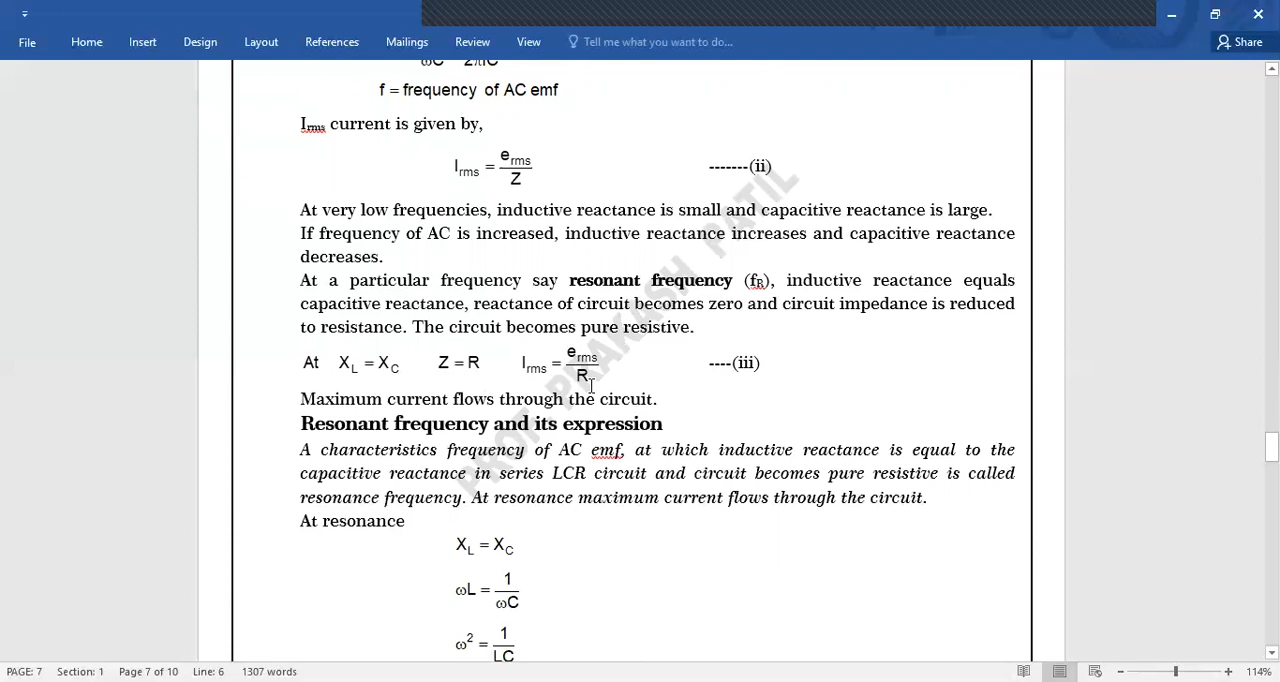 File Home Insert Design Layout References Mailings Review View Tell me what you want to do... Share
ωC 2πfC
f = frequency of AC emf
Irms current is given by,
Irms = erms / Z -------(ii)
At very low frequencies, inductive reactance is small and capacitive reactance is large.
If frequency of AC is increased, inductive reactance increases and capacitive reactance
decreases.
At a particular frequency say resonant frequency (fR), inductive reactance equals
capacitive reactance, reactance of circuit becomes zero and circuit impedance is reduced
to resistance. The circuit becomes pure resistive.
At XL = XC Z = R Irms = erms / R ----(iii)
Maximum current flows through the circuit.
Resonant frequency and its expression
A characteristics frequency of AC emf, at which inductive reactance is equal to the
capacitive reactance in series LCR circuit and circuit becomes pure resistive is called
resonance frequency. At resonance maximum current flows through the circuit.
At resonance
XL = XC
ωL = 1 / ωC
ω² = 1 / LC
PROF. PRAKASH PATIL
PAGE: 7 Section: 1 Page 7 of 10 Line: 6 1307 words 114%